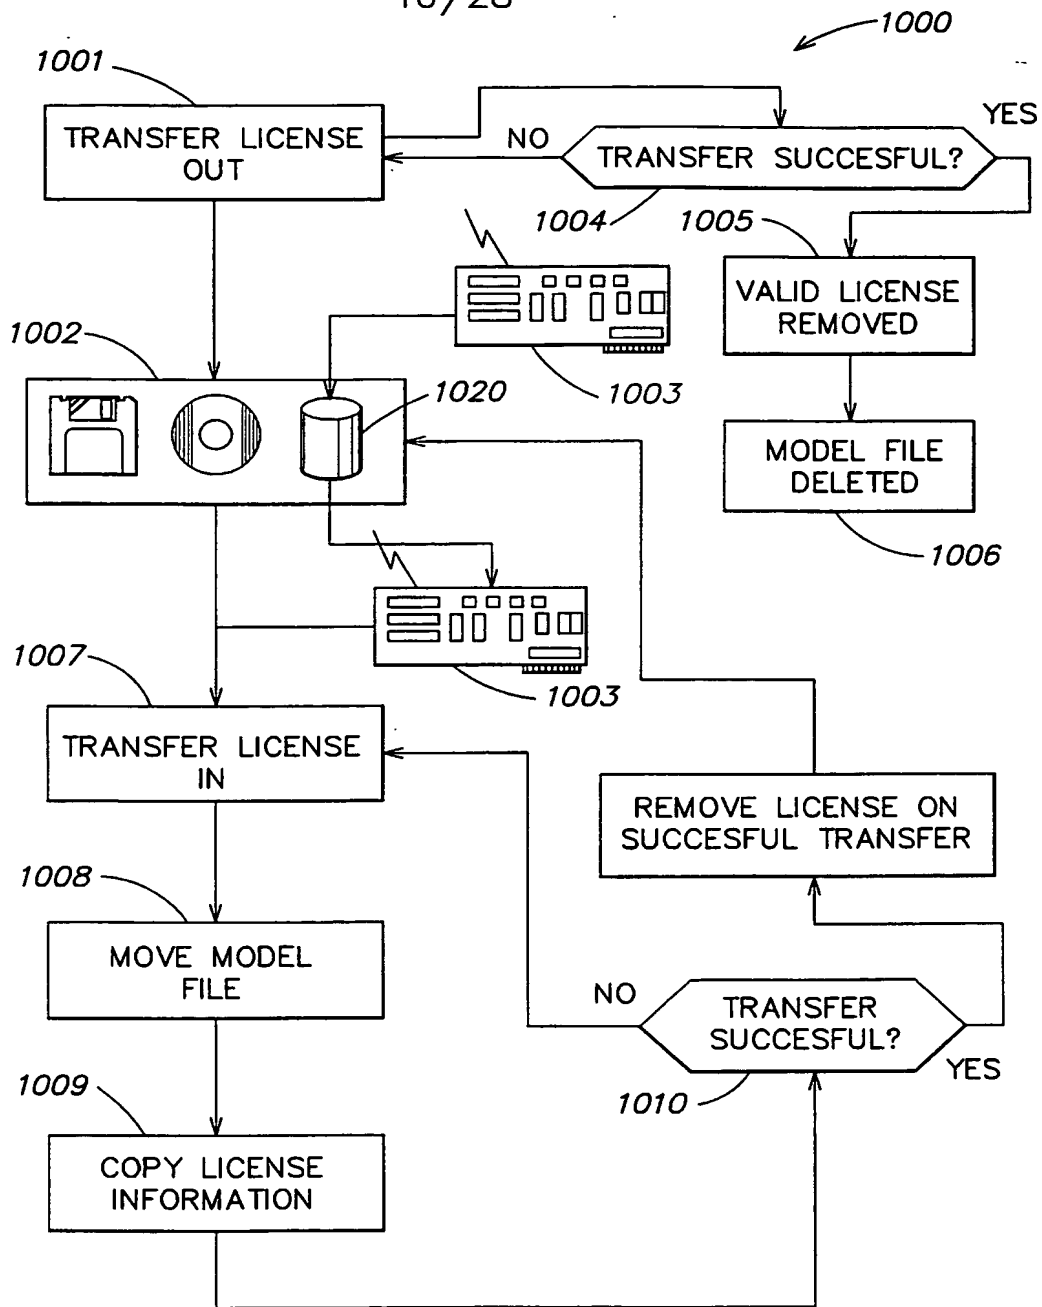 1000
1001
TRANSFER LICENSE
OUT
NO
TRANSFER SUCCESFUL?
YES
1004
1005
VALID LICENSE
REMOVED
1003
1002
1020
MODEL FILE
DELETED
1006
1003
1007
TRANSFER LICENSE
IN
REMOVE LICENSE ON
SUCCESFUL TRANSFER
1008
MOVE MODEL
FILE
NO
TRANSFER
SUCCESFUL?
YES
1010
1009
COPY LICENSE
INFORMATION